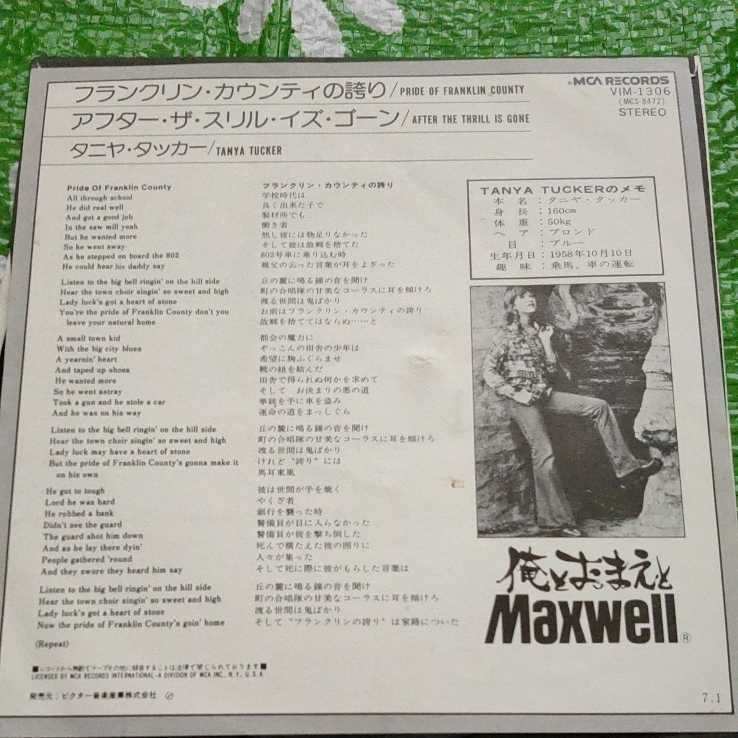 フランクリン・カウンティの誇り/PRIDE OF FRANKLIN COUNTY
アフター・ザ・スリル・イズ・ゴーン/AFTER THE THRILL IS GONE
タニヤ・タッカー/TANYA TUCKER
MCA RECORDS
VIM-1306
(MCS-8472)
STEREO
Pride Of Franklin County
All through school
He did real well
And got a good job
In the saw mill yeah
But he wanted more
So he went away
As he stepped on board the 802
He could hear his daddy say
Listen to the big bell ringin' on the hill side
Hear the town choir singin' so sweet and high
Lady luck's got a heart of stone
You're the pride of Franklin County don't you
leave your natural home
A small town kid
With the big city blues
A yearnin' heart
And taped up shoes
He wanted more
So he went astray
Took a gun and he stole a car
And he was on his way
Listen to the big bell ringin' on the hill side
Hear the town choir singin' so sweet and high
Lady luck may have a heart of stone
But the pride of Franklin County's gonna make it
on his own
He got to tough
Lord he was hard
He robbed a bank
Didn't see the guard
The guard shot him down
And as he lay there dyin'
People gathered 'round
And they swore they heard him say
Listen to the big bell ringin' on the hill side
Hear the town choir singin' so sweet and high
Lady luck's got a heart of stone
Now the pride of Franklin County's goin' home
(Repeat)
フランクリン・カウンティの誇り
学校時代は
良く出来た子で
製材所でも
働き者
然し彼には物足りなかった
そして彼は故郷を捨てた
802号車に乗り込む時
親父の云った言葉が耳をよぎった
丘の麓に鳴る鐘の音を聞け
町の合唱隊の甘美なコーラスに耳を傾けろ
渡る世間は鬼ばかり
お前はフランクリン・カウンティの誇り
故郷を捨ててはならぬ……と
都会の魔力に
ぞっこんの田舎の少年は
希望に胸ふくらませ
靴の紐を結んだ
田舎で得られぬ何かを求めて
そして お決まりの悪の道
拳銃を手に車を盗み
運命の道をまっしぐら
丘の麓に鳴る鐘の音を聞け
町の合唱隊の甘美なコーラスに耳を傾けろ
渡る世間は鬼ばかり
けれど"誇り"には
馬耳東風
彼は世間が手を焼く
やくざ者
銀行を襲った時
警備員が目に入らなかった
警備員が彼を撃ち倒した
死んで横たえた彼の囲りに
人々が集った
そして死に際に彼がもらした言葉は
丘の麓に鳴る鐘の音を聞け
町の合唱隊の甘美なコーラスに耳を傾けろ
渡る世間は鬼ばかり
そして"フランクリンの誇り"は家路についた
TANYA TUCKERのメモ
本名:タニヤ・タッカー
身長:160cm
体重:50kg
ヘア:ブロンド
目:ブルー
生年月日:1958年10月10日
趣味:乗馬、車の運転
俺とおまえと
Maxwell®
■レコードから無断でテープその他に録音することは法律で禁じられております■
LICENSED BY MCA RECORDS INTERNATIONAL-A DIVISION OF MCA INC., N.Y., U.S.A.
発売元:ビクター音楽産業株式会社 Ⓟ
7.1